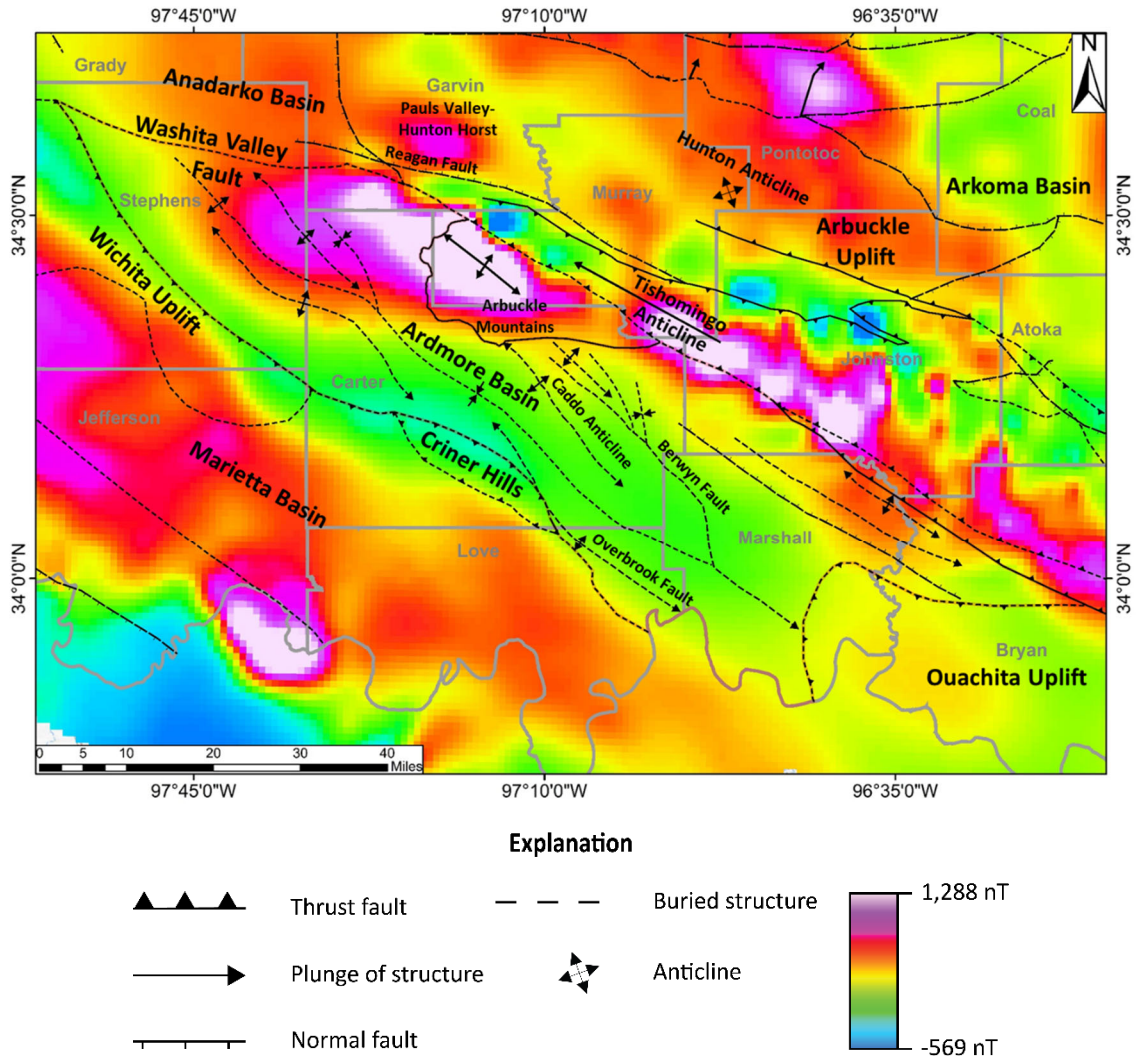 97°45'0"W
97°10'0"W
96°35'0"W
N
Grady
Anadarko Basin
Garvin
Pauls Valley-
Hunton Horst
Coal
Washita Valley
Fault
Reagan Fault
Hunton Anticline
Pontotoc
Arkoma Basin
34°30'0"N
34°30'0"N
Stephens
Murray
Arbuckle
Uplift
Wichita Uplift
Tishomingo
Anticline
Arbuckle
Mountains
Atoka
Johnston
Ardmore Basin
Carter
Caddo Anticline
Jefferson
Criner Hills
Berwyn Fault
Marietta Basin
Marshall
Love
Overbrook Fault
34°0'0"N
34°0'0"N
Bryan
Ouachita Uplift
0 5 10 20 30 40
Miles
97°45'0"W
97°10'0"W
96°35'0"W
Explanation
Thrust fault
Buried structure
1,288 nT
Plunge of structure
Anticline
Normal fault
-569 nT